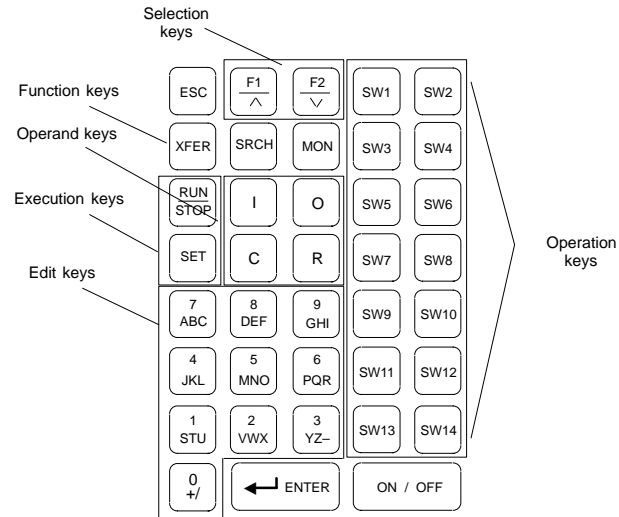 Selection
keys
Function keys
Operand keys
Execution keys
Edit keys
ESC
F1
F2
SW1
SW2
XFER
SRCH
MON
SW3
SW4
RUN
STOP
I
O
SW5
SW6
SET
C
R
SW7
SW8
Operation
keys
7
ABC
8
DEF
9
GHI
SW9
SW10
4
JKL
5
MNO
6
PQR
SW11
SW12
1
STU
2
VWX
3
YZ–
SW13
SW14
0
+/
ENTER
ON / OFF